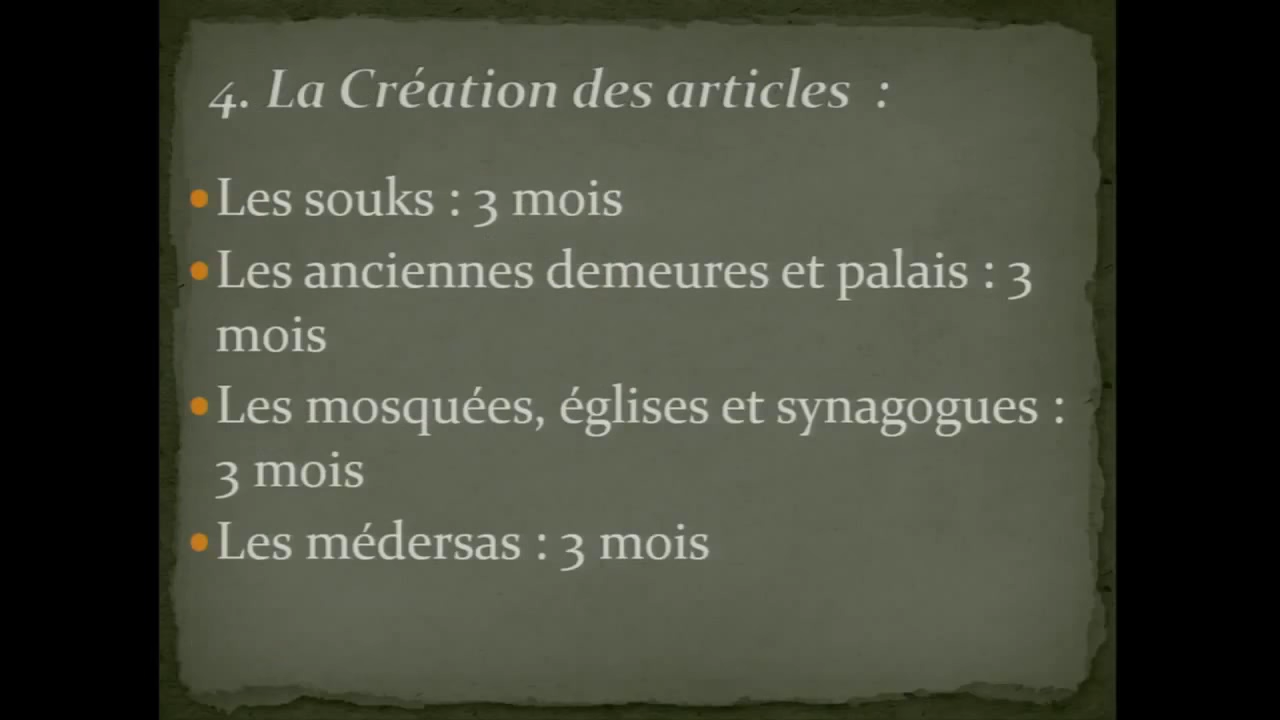 4. La Création des articles :
• Les souks : 3 mois
• Les anciennes demeures et palais : 3
mois
• Les mosquées, églises et synagogues :
3 mois
• Les médersas : 3 mois